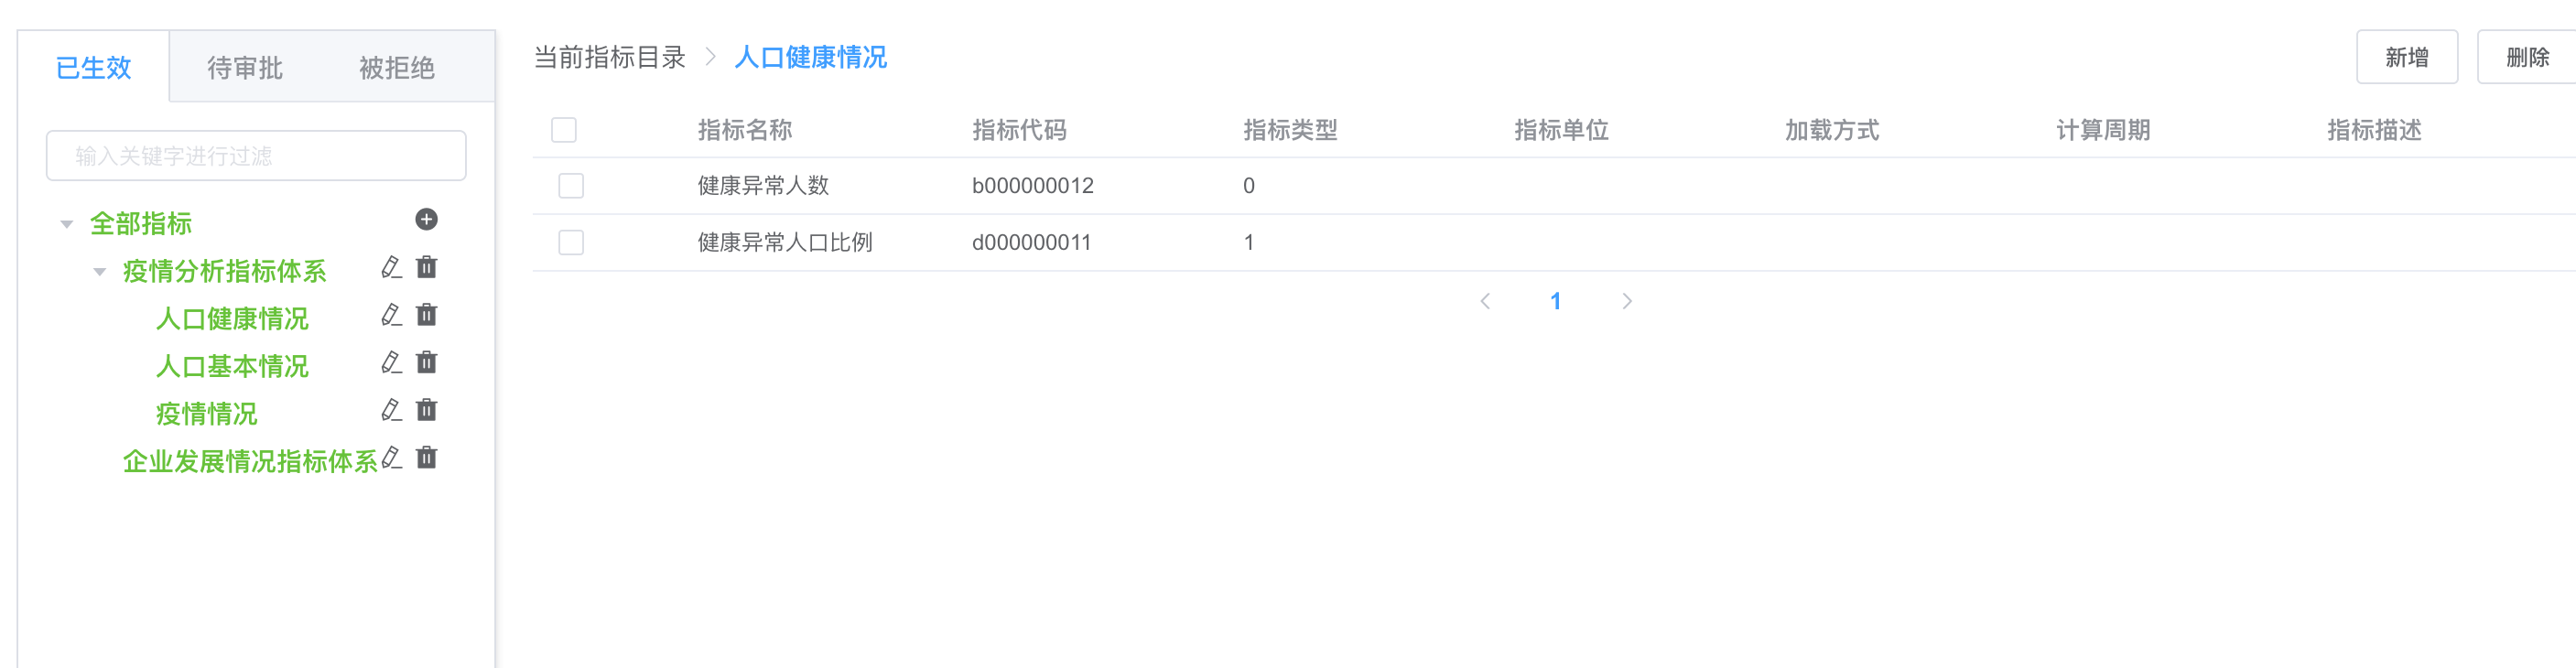 已生效 待审批 被拒绝
输入关键字进行过滤
全部指标
疫情分析指标体系
人口健康情况
人口基本情况
疫情情况
企业发展情况指标体系
当前指标目录 人口健康情况
新增 删除
指标名称 指标代码 指标类型 指标单位 加载方式 计算周期 指标描述
健康异常人数 b000000012 0
健康异常人口比例 d000000011 1
1